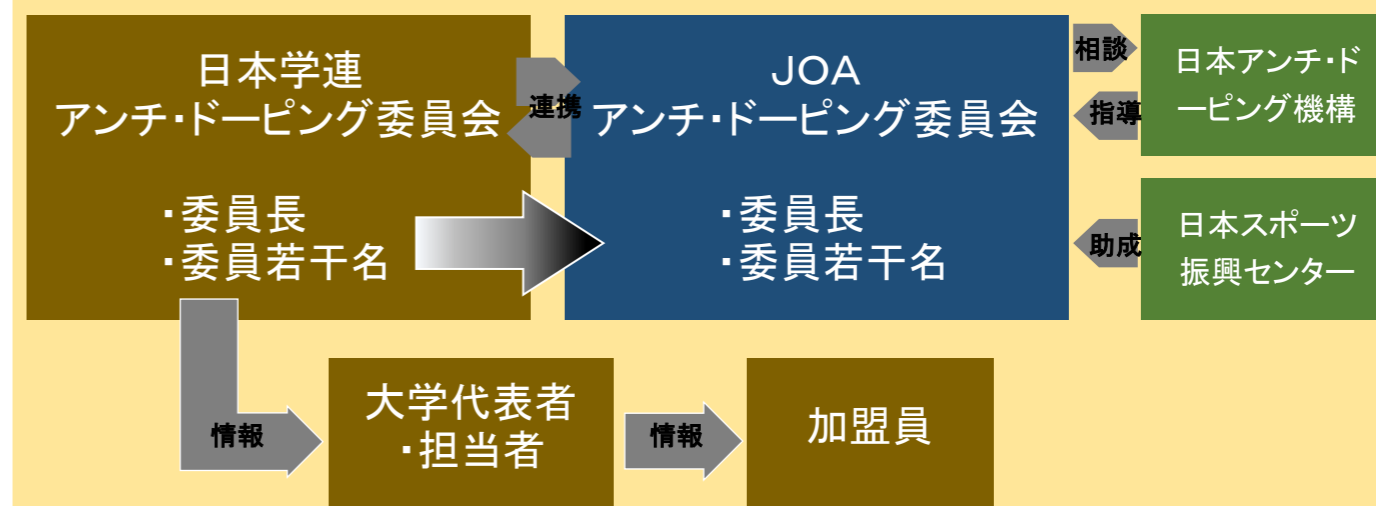 日本学連
アンチ・ドーピング委員会
・委員長
・委員若干名
連携
JOA
アンチ・ドーピング委員会
・委員長
・委員若干名
相談
指導
日本アンチ・ド
ーピング機構
助成
日本スポーツ
振興センター
情報
大学代表者
・担当者
情報
加盟員